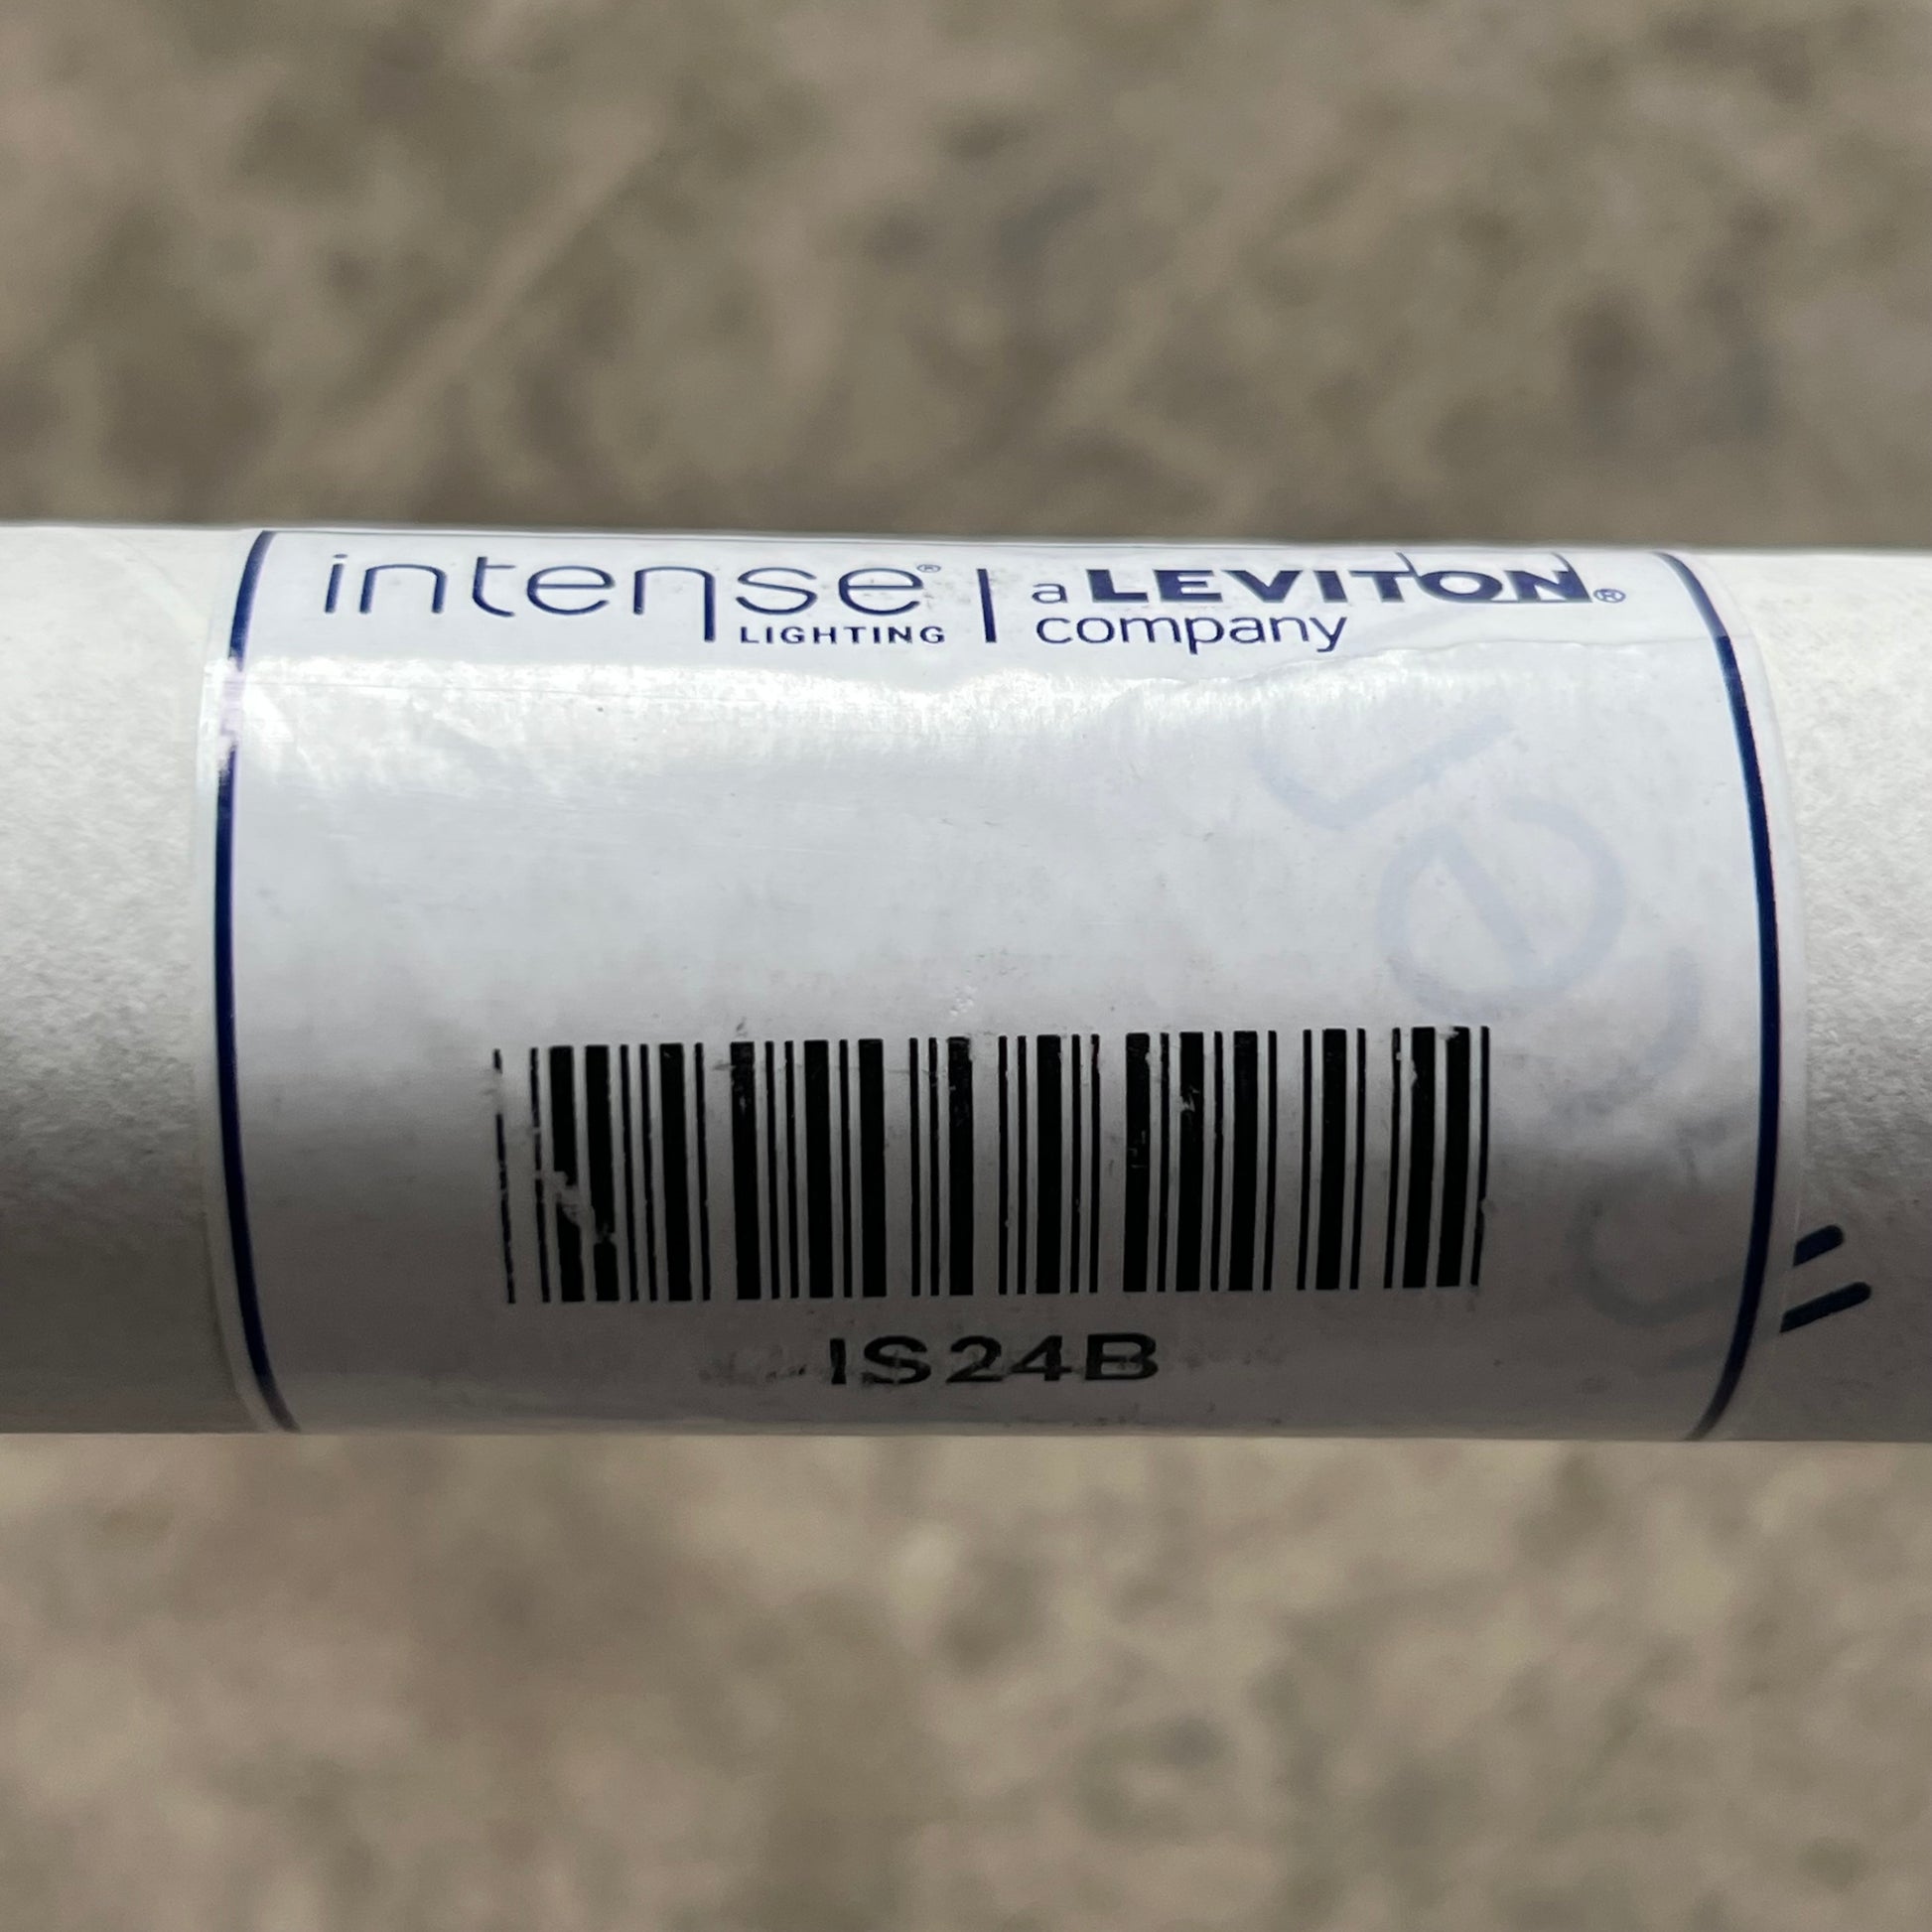 intense® | a LEVITON®
LIGHTING company
IS24B